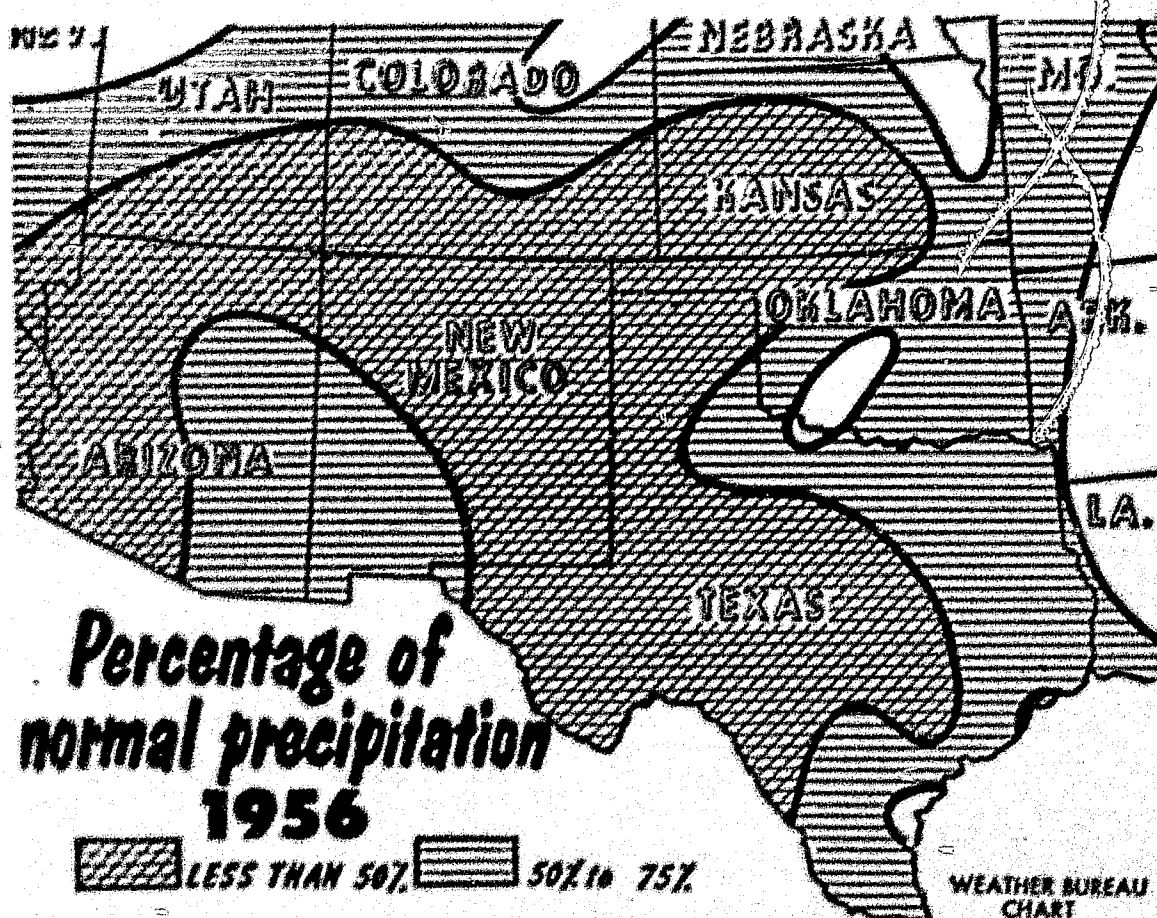 NEBRASKA
MO.
UTAH
COLORADO
KANSAS
OKLAHOMA
ARK.
NEW
MEXICO
ARIZONA
LA.
TEXAS
Percentage of
normal precipitation
1956
LESS THAN 50% 50% to 75%
WEATHER BUREAU
CHART